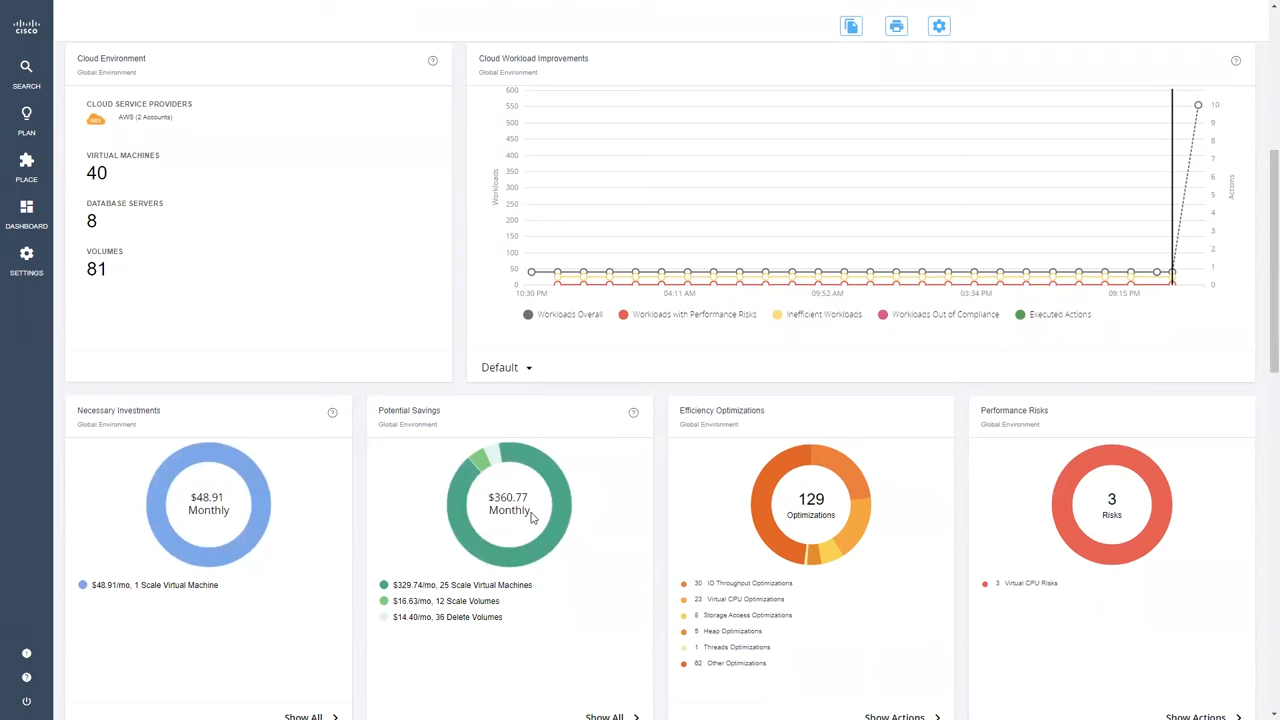 CISCO
SEARCH
PLAN
PLACE
DASHBOARD
SETTINGS
Cloud Environment
Global Environment
CLOUD SERVICE PROVIDERS
AWS (2 Accounts)
VIRTUAL MACHINES
40
DATABASE SERVERS
8
VOLUMES
81
Cloud Workload Improvements
Global Environment
Workloads
600
550
500
450
400
350
300
250
200
150
100
50
0
10
9
8
7
6
5
4
3
2
1
0
Actions
10:30 PM 04:11 AM 09:52 AM 03:34 PM 09:15 PM
Workloads Overall Workloads with Performance Risks Inefficient Workloads Workloads Out of Compliance Executed Actions
Default
Necessary Investments
Global Environment
$48.91
Monthly
$48.91/mo, 1 Scale Virtual Machine
Show All
Potential Savings
Global Environment
$360.77
Monthly
$329.74/mo, 25 Scale Virtual Machines
$16.63/mo, 12 Scale Volumes
$14.40/mo, 36 Delete Volumes
Show All
Efficiency Optimizations
Global Environment
129
Optimizations
30 IO Throughput Optimizations
23 Virtual CPU Optimizations
8 Storage Access Optimizations
5 Heap Optimizations
1 Threads Optimizations
62 Other Optimizations
Show Actions
Performance Risks
Global Environment
3
Risks
3 Virtual CPU Risks
Show Actions